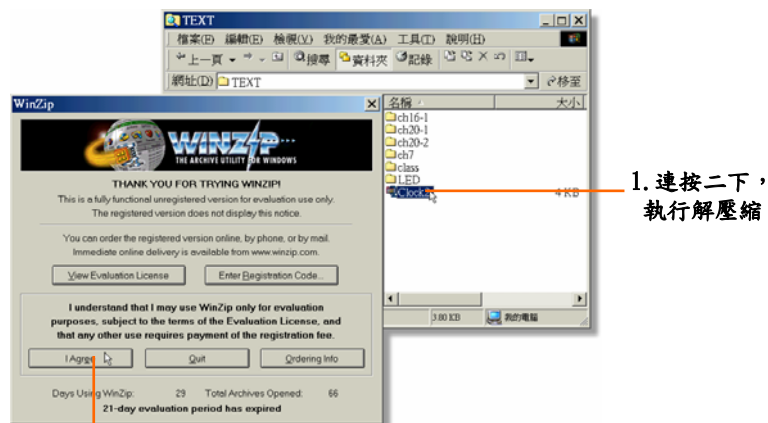 TEXT
檔案(F) 編輯(E) 檢視(V) 我的最愛(A) 工具(T) 說明(H)
上一頁 搜尋 資料夾 記錄
網址(D) TEXT 移至
名稱 大小
ch16-1
ch20-1
ch20-2
ch7
class
LED
Clock 4 KB
3.80 KB 我的電腦
1. 連按二下，
執行解壓縮
WinZip
WINZIP
THE ARCHIVE UTILITY FOR WINDOWS
THANK YOU FOR TRYING WINZIP!
This is a fully functional unregistered version for evaluation use only.
The registered version does not display this notice.
You can order the registered version online, by phone, or by mail.
Immediate online delivery is available from www.winzip.com.
View Evaluation License Enter Registration Code...
I understand that I may use WinZip only for evaluation
purposes, subject to the terms of the Evaluation License, and
that any other use requires payment of the registration fee.
I Agree Quit Ordering Info
Days Using WinZip: 29 Total Archives Opened: 66
21-day evaluation period has expired